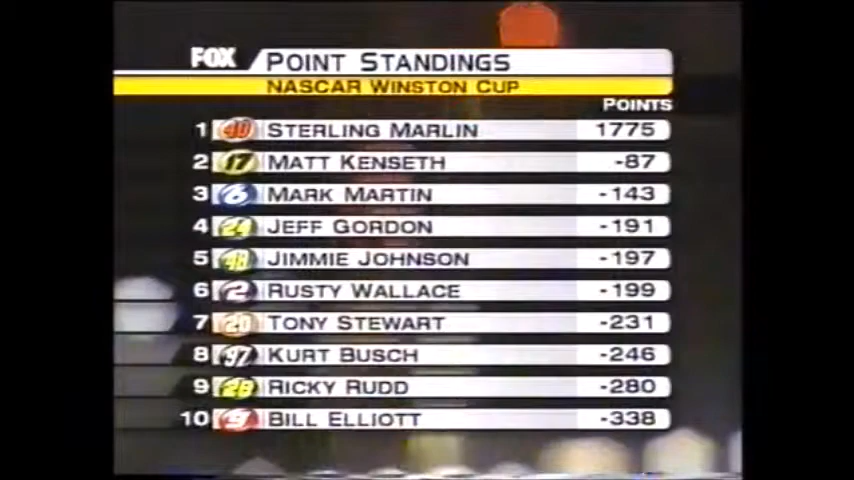 FOX POINT STANDINGS
NASCAR WINSTON CUP
POINTS
1 40 STERLING MARLIN 1775
2 17 MATT KENSETH -87
3 6 MARK MARTIN -143
4 24 JEFF GORDON -191
5 48 JIMMIE JOHNSON -197
6 2 RUSTY WALLACE -199
7 20 TONY STEWART -231
8 97 KURT BUSCH -246
9 28 RICKY RUDD -280
10 9 BILL ELLIOTT -338